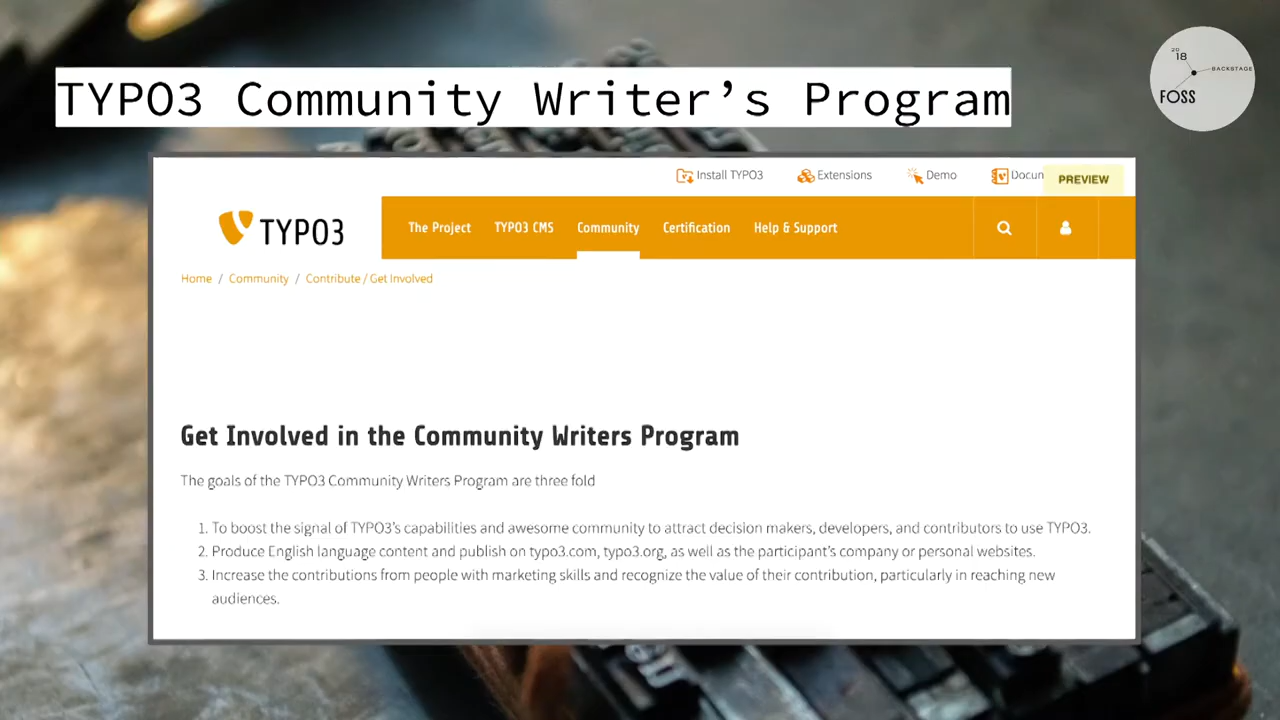 TYPO3 Community Writer’s Program
20
18
BACKSTAGE
FOSS
Install TYPO3 Extensions Demo Docun PREVIEW
TYPO3 The Project TYPO3 CMS Community Certification Help & Support
Home / Community / Contribute / Get Involved
Get Involved in the Community Writers Program
The goals of the TYPO3 Community Writers Program are three fold
1. To boost the signal of TYPO3's capabilities and awesome community to attract decision makers, developers, and contributors to use TYPO3.
2. Produce English language content and publish on typo3.com, typo3.org, as well as the participant's company or personal websites.
3. Increase the contributions from people with marketing skills and recognize the value of their contribution, particularly in reaching new
audiences.